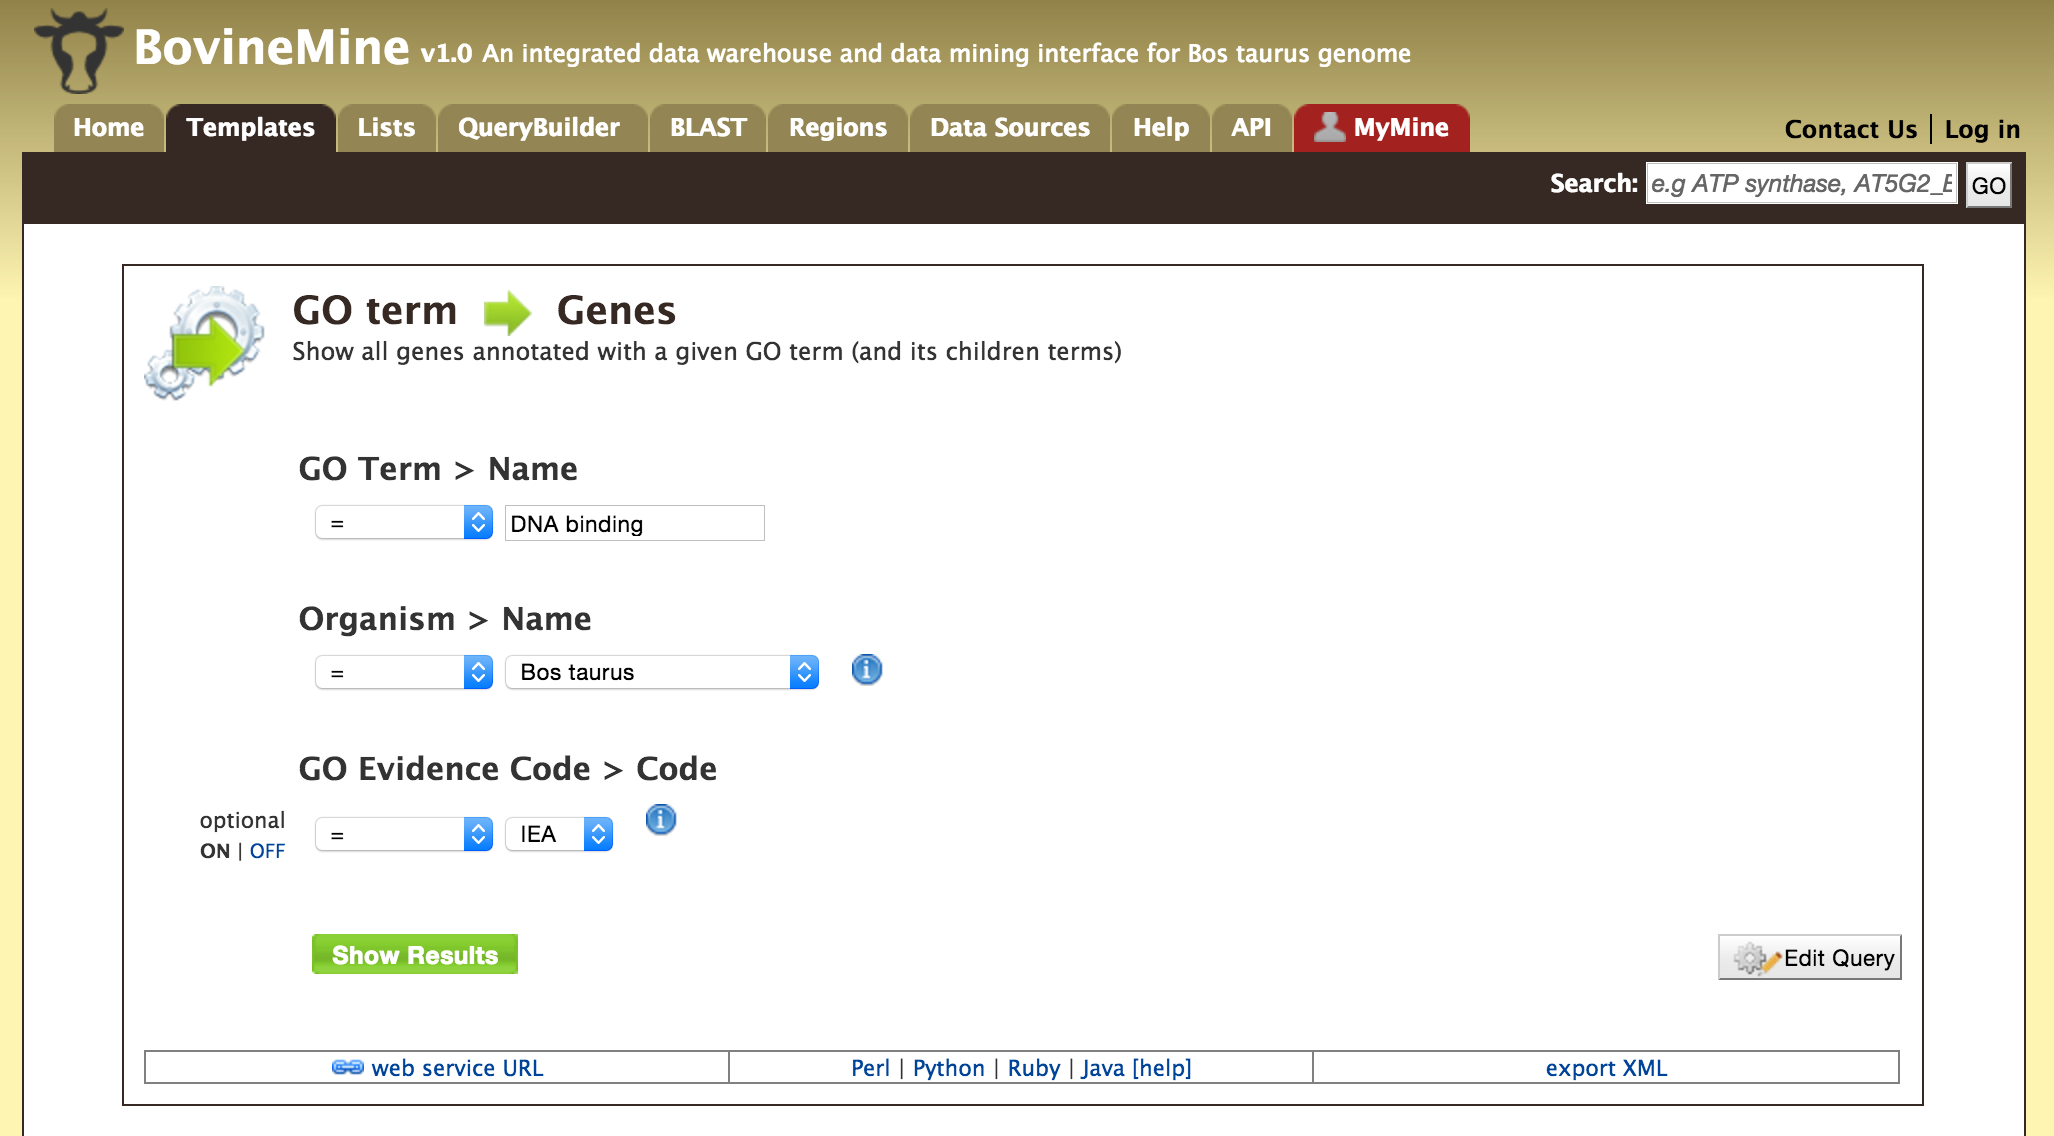 BovineMine v1.0 An integrated data warehouse and data mining interface for Bos taurus genome
Home Templates Lists QueryBuilder BLAST Regions Data Sources Help API MyMine Contact Us | Log in
Search: e.g ATP synthase, AT5G2_E GO
GO term Genes
Show all genes annotated with a given GO term (and its children terms)
GO Term > Name
= DNA binding
Organism > Name
= Bos taurus i
GO Evidence Code > Code
optional
ON | OFF = IEA i
Show Results Edit Query
web service URL Perl | Python | Ruby | Java [help] export XML